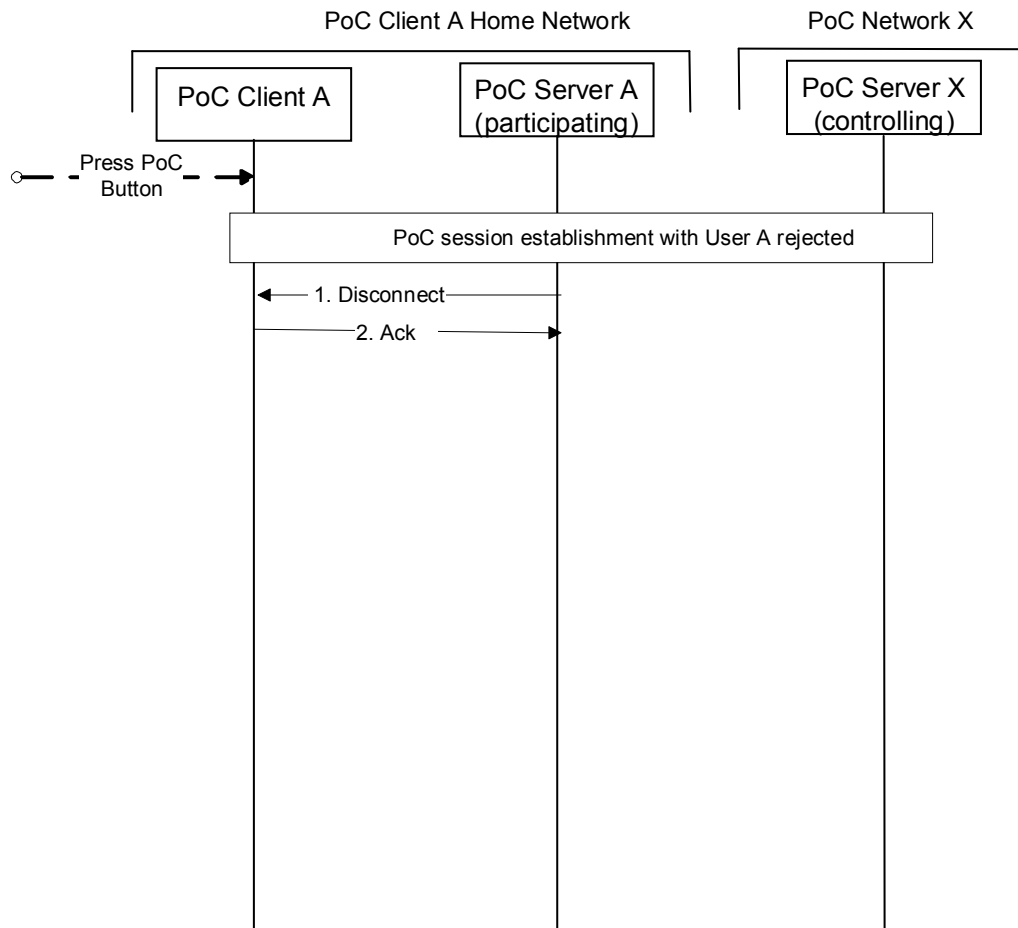 PoC Client A Home Network
PoC Network X
PoC Client A
PoC Server A
(participating)
PoC Server X
(controlling)
Press PoC
Button
PoC session establishment with User A rejected
1. Disconnect
2. Ack